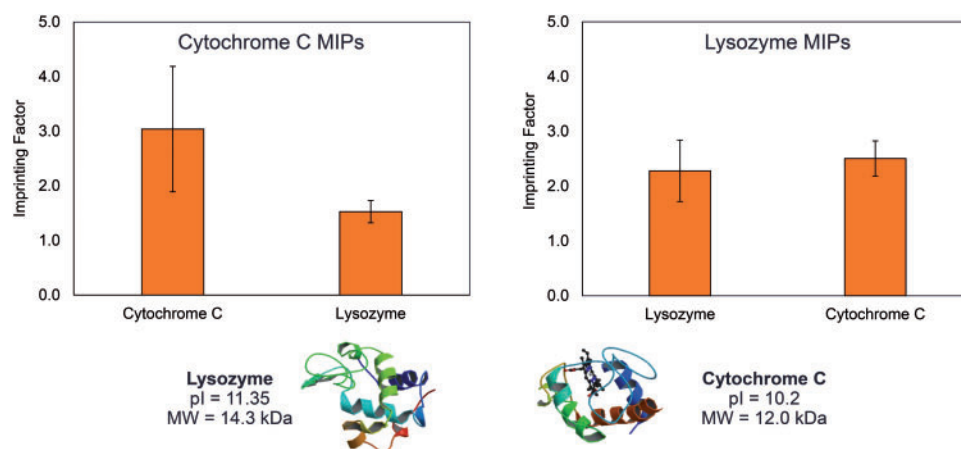 Cytochrome C MIPs
Imprinting Factor
5.0
4.0
3.0
2.0
1.0
0.0
Cytochrome C
Lysozyme
Lysozyme MIPs
Imprinting Factor
5.0
4.0
3.0
2.0
1.0
0.0
Lysozyme
Cytochrome C
Lysozyme
pI = 11.35
MW = 14.3 kDa
Cytochrome C
pI = 10.2
MW = 12.0 kDa